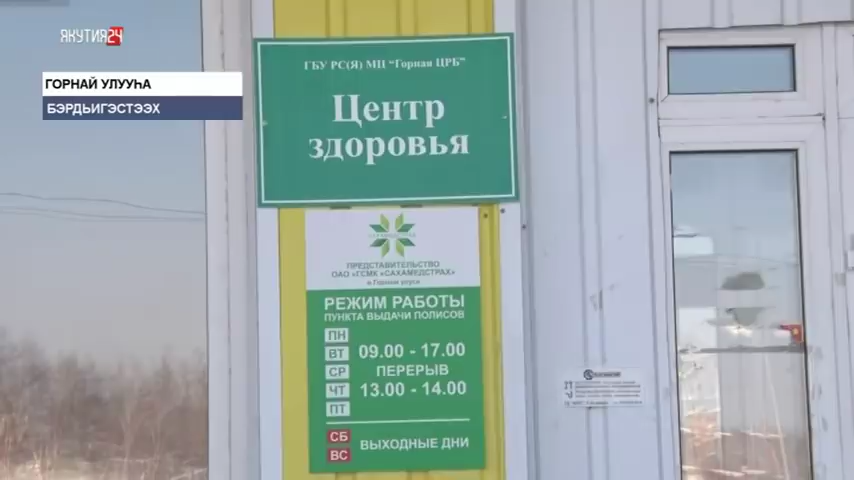 ЯКУТИЯ24
ГОРНАЙ УЛУУҺА
БЭРДЬИГЭСТЭЭХ
ГБУ РС(Я) МЦ "Горная ЦРБ"
Центр
здоровья
САХАМЕДСТРАХ
ПРЕДСТАВИТЕЛЬСТВО
ОАО «ГСМК «САХАМЕДСТРАХ»
в Горном улусе
РЕЖИМ РАБОТЫ
ПУНКТА ВЫДАЧИ ПОЛИСОВ
ПН
ВТ 09.00 - 17.00
СР ПЕРЕРЫВ
ЧТ 13.00 - 14.00
ПТ
СБ
ВС ВЫХОДНЫЕ ДНИ